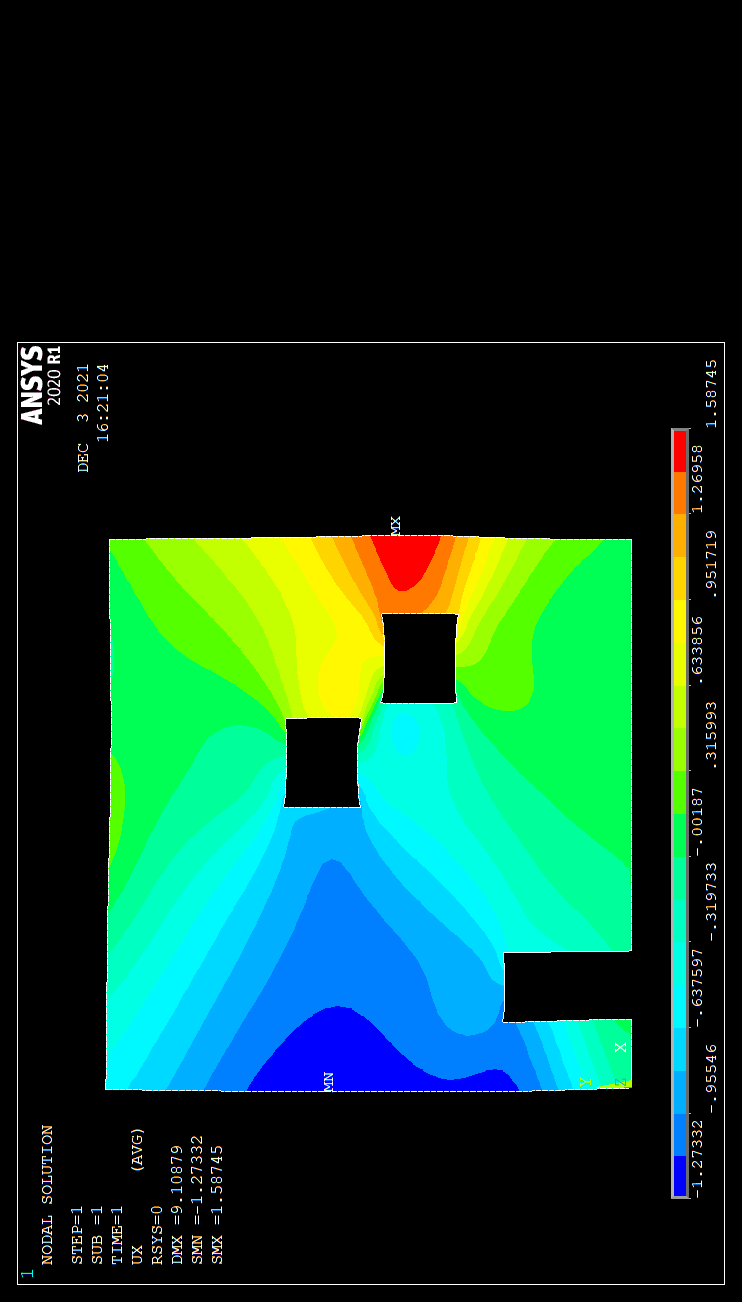 1
NODAL SOLUTION
STEP=1
SUB =1
TIME=1
UX (AVG)
RSYS=0
DMX =9.10879
SMN =-1.27332
SMX =1.58745
ANSYS
2020 R1
DEC 3 2021
16:21:04
MN
MX
Y
Z X
-1.27332
-.95546
-.637597
-.319733
-.00187
.315993
.633856
.951719
1.26958
1.58745